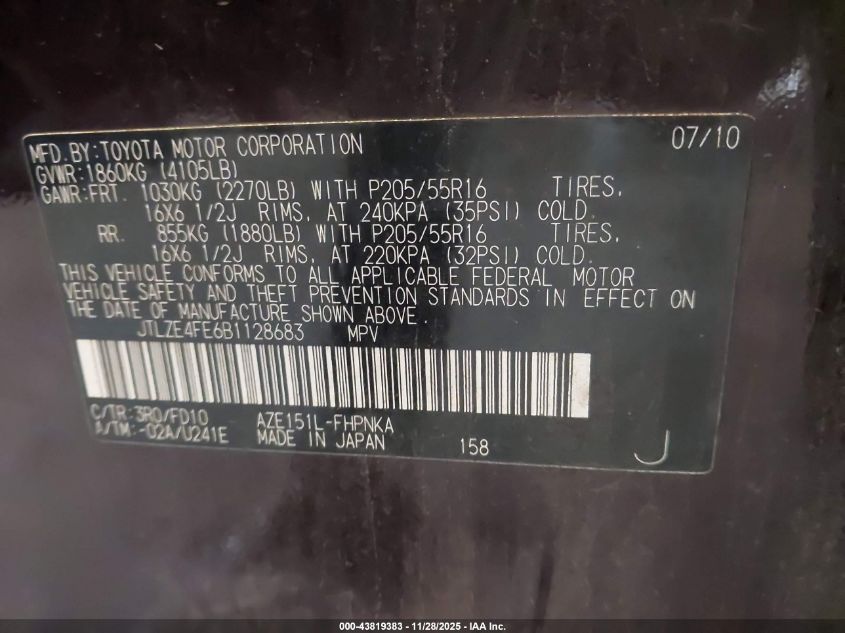 MFD.BY:TOYOTA MOTOR CORPORATION 07/10
GVWR:1860KG (4105LB)
GAWR:FRT. 1030KG (2270LB) WITH P205/55R16 TIRES,
16X6 1/2J RIMS, AT 240KPA (35PSI) COLD.
RR. 855KG (1880LB) WITH P205/55R16 TIRES,
16X6 1/2J RIMS, AT 220KPA (32PSI) COLD.
THIS VEHICLE CONFORMS TO ALL APPLICABLE FEDERAL MOTOR
VEHICLE SAFETY AND THEFT PREVENTION STANDARDS IN EFFECT ON
THE DATE OF MANUFACTURE SHOWN ABOVE.
JTLZE4FE6B1128683 MPV
C/TR:3R0/FD10 AZE151L-FHPNKA
A/TM:-02A/U241E MADE IN JAPAN 158 J
000-43819383 - 11/28/2025 - IAA Inc.